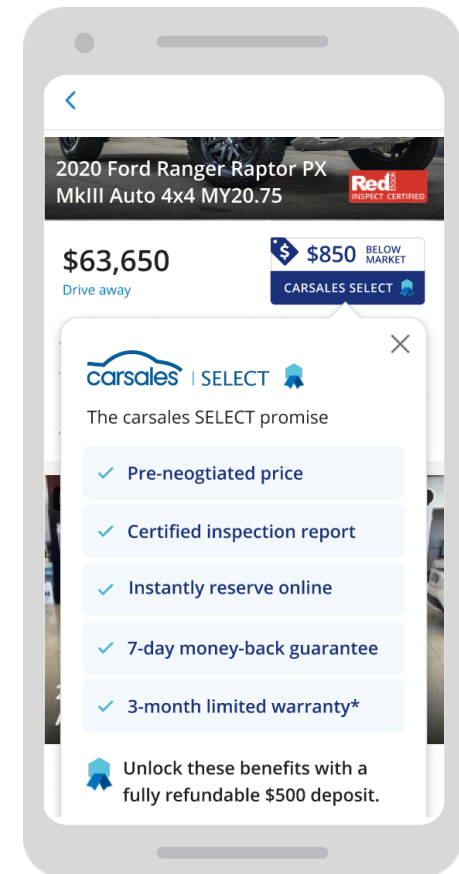 2020 Ford Ranger Raptor PX
MkIII Auto 4x4 MY20.75
Red
BOOK
INSPECT CERTIFIED
$63,650
Drive away
$
$850 BELOW
MARKET
CARSALES SELECT
carsales | SELECT
The carsales SELECT promise
Pre-neogtiated price
Certified inspection report
Instantly reserve online
7-day money-back guarantee
3-month limited warranty*
Unlock these benefits with a
fully refundable $500 deposit.